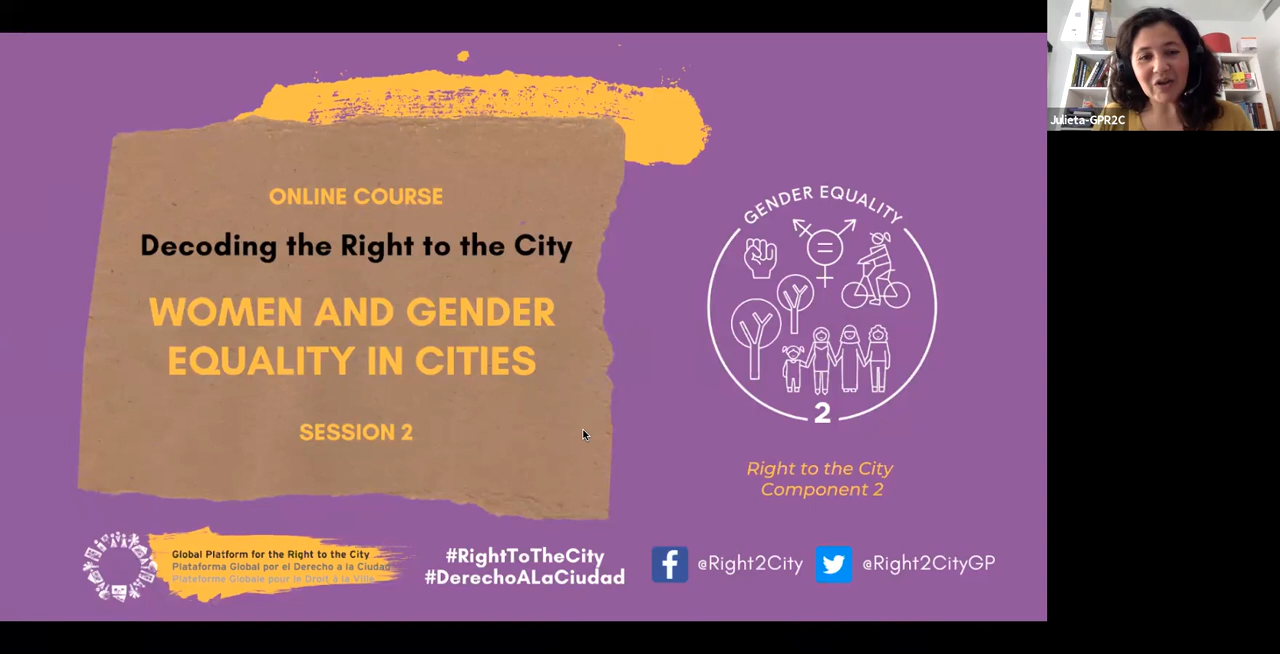 ONLINE COURSE
Decoding the Right to the City
WOMEN AND GENDER
EQUALITY IN CITIES
SESSION 2
GENDER EQUALITY
2
Right to the City
Component 2
Global Platform for the Right to the City
Plataforma Global por el Derecho a la Ciudad
Plateforme Globale pour le Droit à la Ville
#RightToTheCity
#DerechoALaCiudad
@Right2City
@Right2CityGP
Julieta-GPR2C